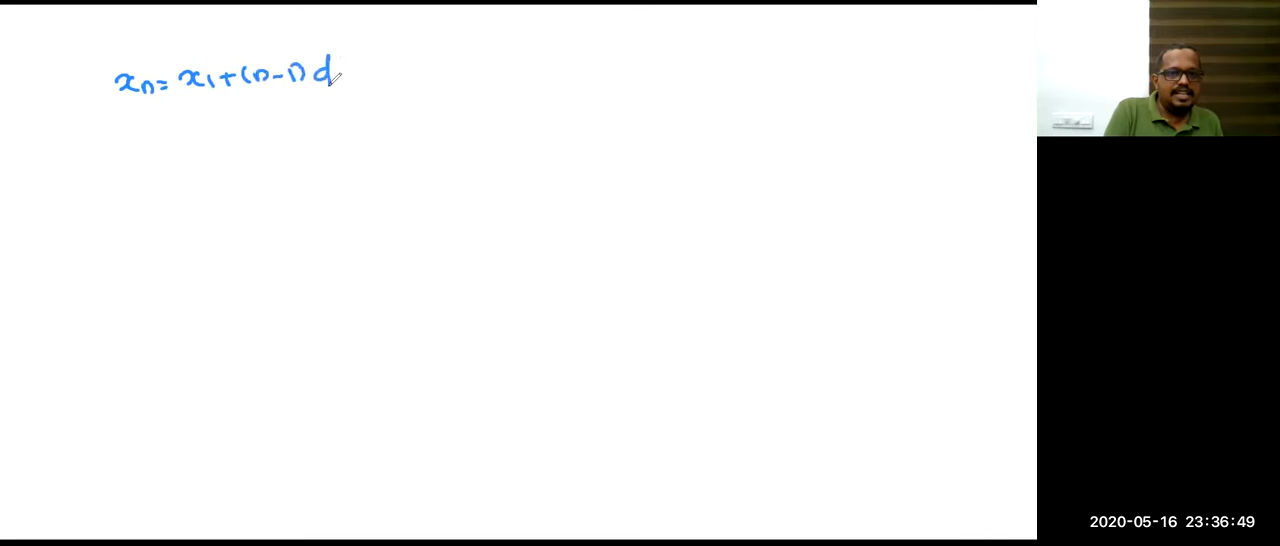 xₙ = x₁ + (n-1) d
2020-05-16 23:36:49